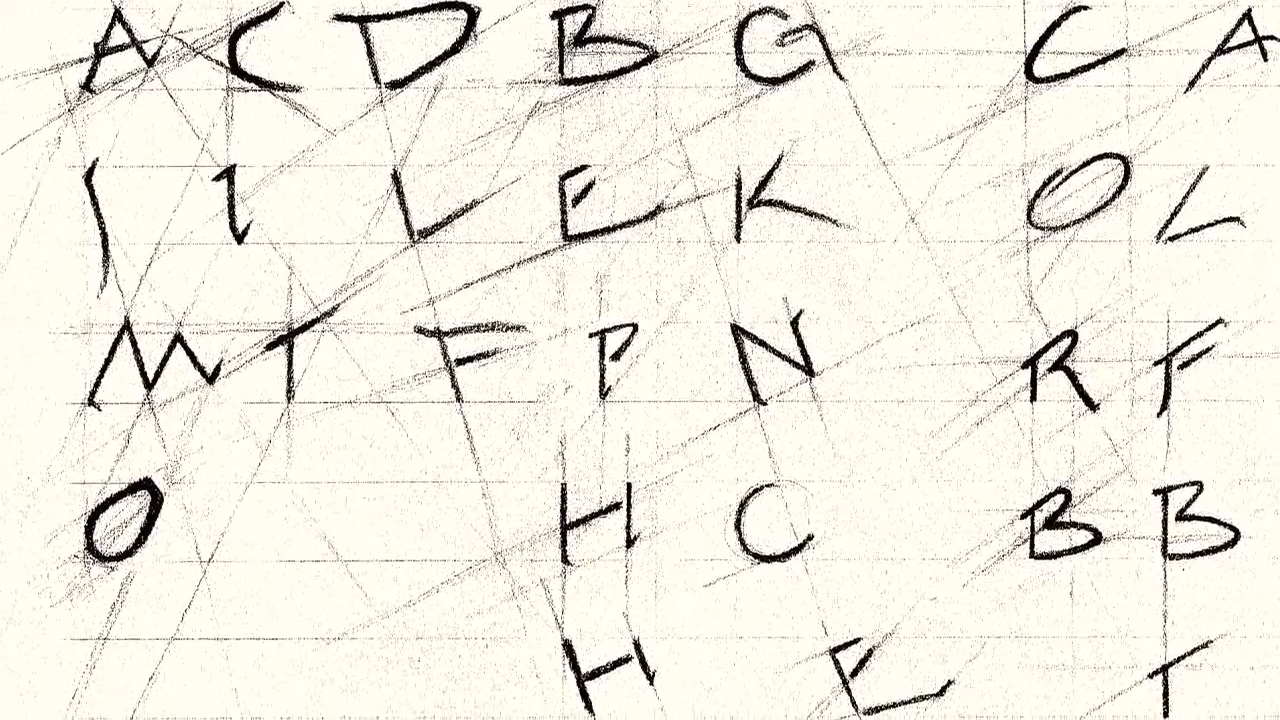 A C D B G C A
I L E K O L
M T F P N R F
O H C B B
H E T